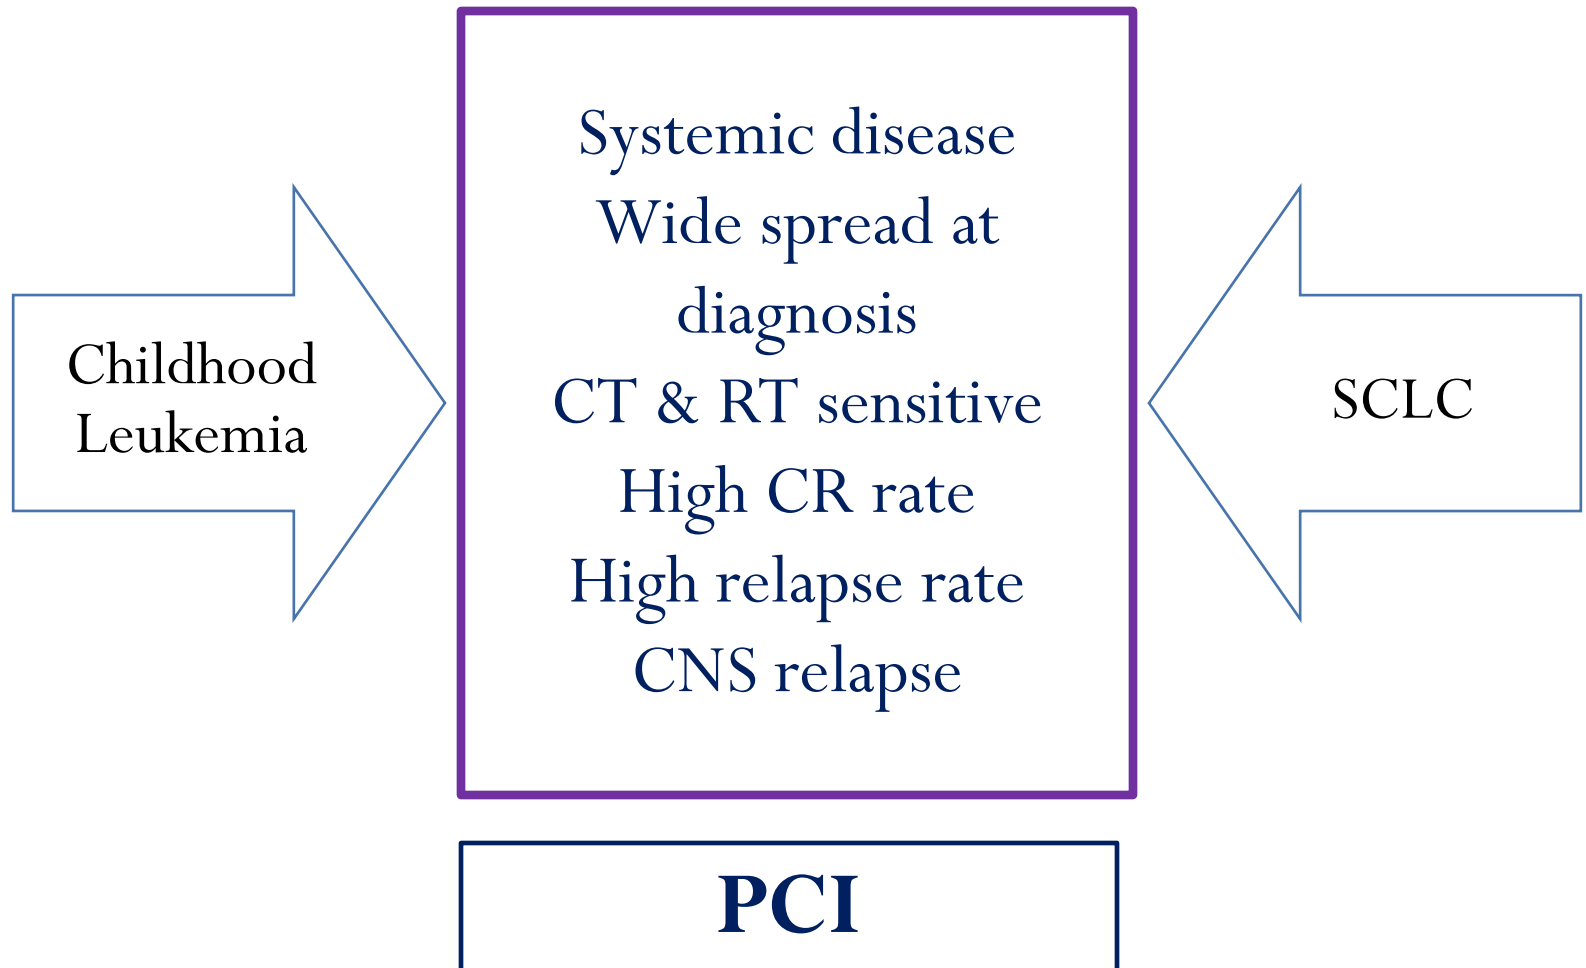 Childhood
Leukemia
Systemic disease
Wide spread at
diagnosis
CT & RT sensitive
High CR rate
High relapse rate
CNS relapse
SCLC
PCI